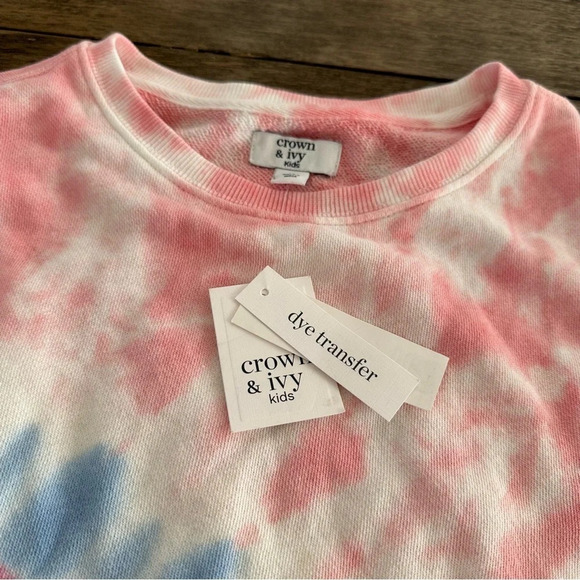 crown
& ivy
kids
dye transfer
crown
& ivy
kids